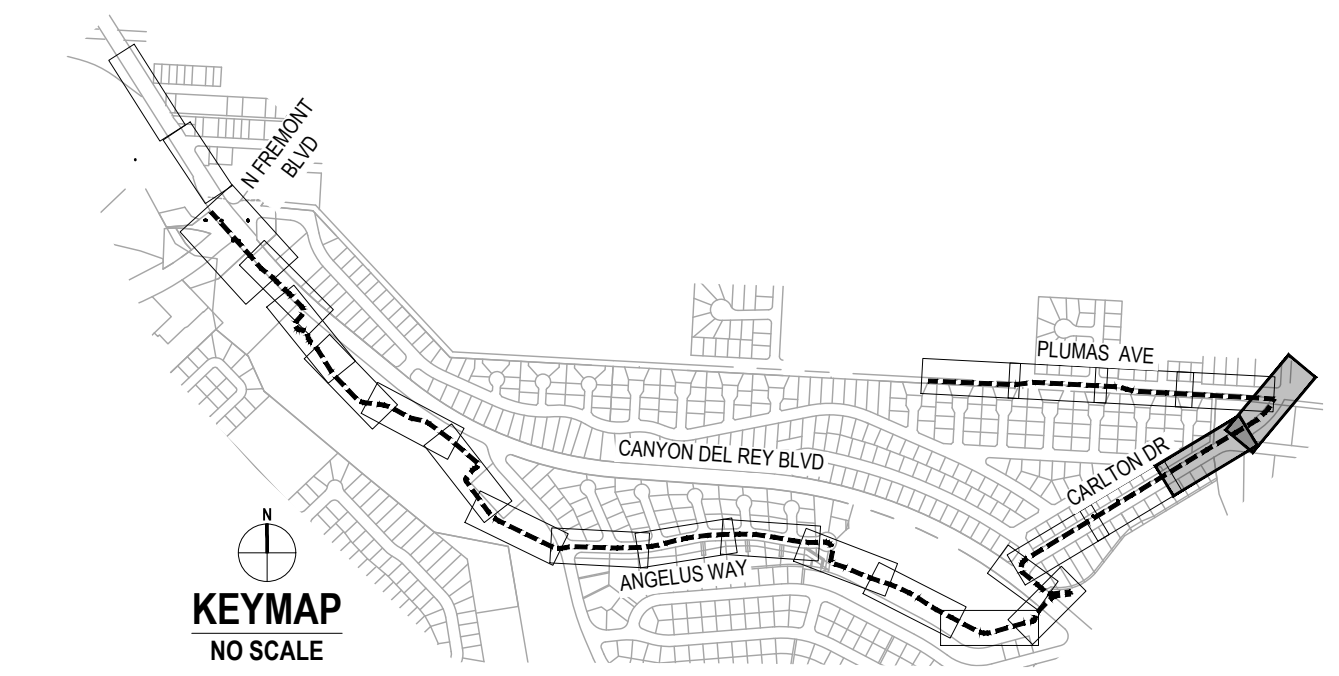 N FREMONT
BLVD
PLUMAS AVE
CANYON DEL REY BLVD
CARLTON DR
ANGELUS WAY
N
KEYMAP
NO SCALE